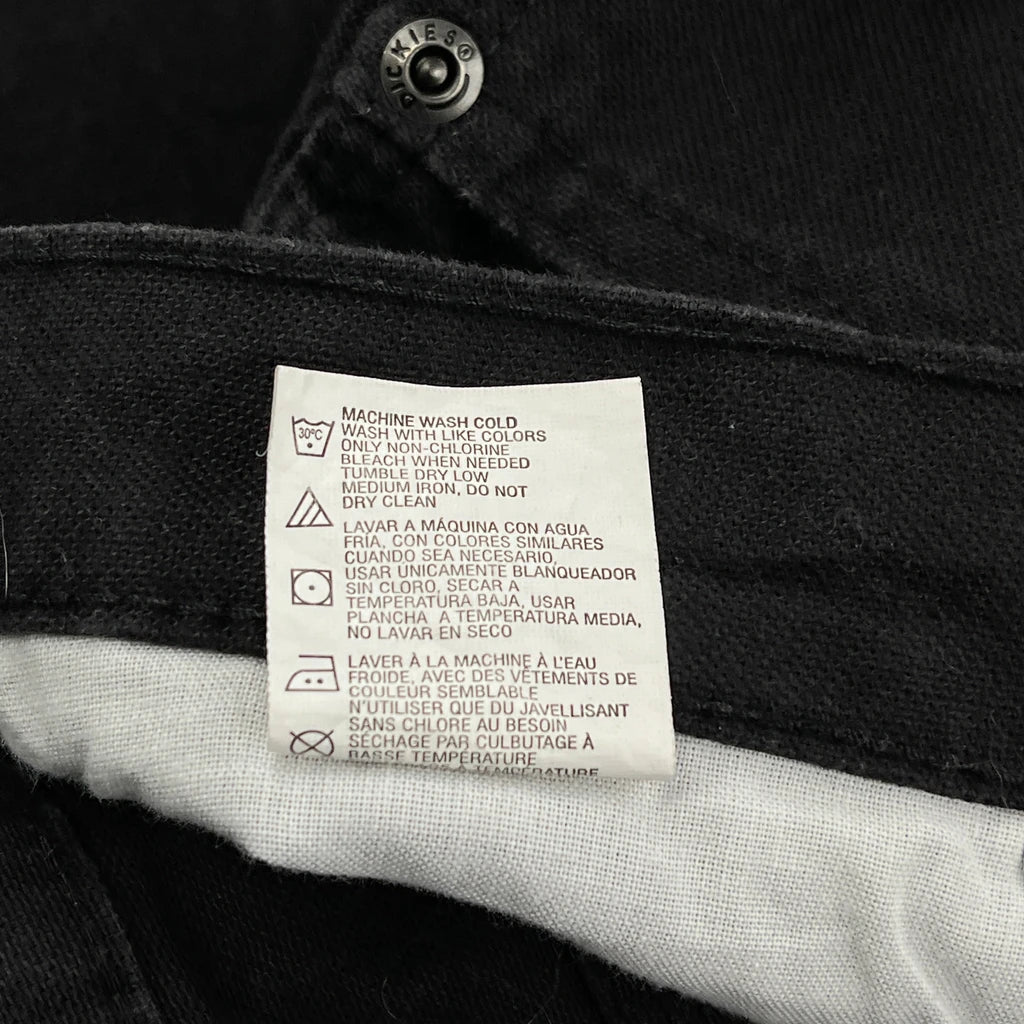 DICKIES®
30°C
MACHINE WASH COLD
WASH WITH LIKE COLORS
ONLY NON-CHLORINE
BLEACH WHEN NEEDED
TUMBLE DRY LOW
MEDIUM IRON, DO NOT
DRY CLEAN
LAVAR A MÁQUINA CON AGUA
FRÍA, CON COLORES SIMILARES
CUANDO SEA NECESARIO,
USAR ÚNICAMENTE BLANQUEADOR
SIN CLORO, SECAR A
TEMPERATURA BAJA, USAR
PLANCHA A TEMPERATURA MEDIA,
NO LAVAR EN SECO
LAVER À LA MACHINE À L'EAU
FROIDE, AVEC DES VÊTEMENTS DE
COULEUR SEMBLABLE
N'UTILISER QUE DU JAVELLISANT
SANS CHLORE AU BESOIN
SÉCHAGE PAR CULBUTAGE À
BASSE TEMPÉRATURE
À TEMPÉRATURE